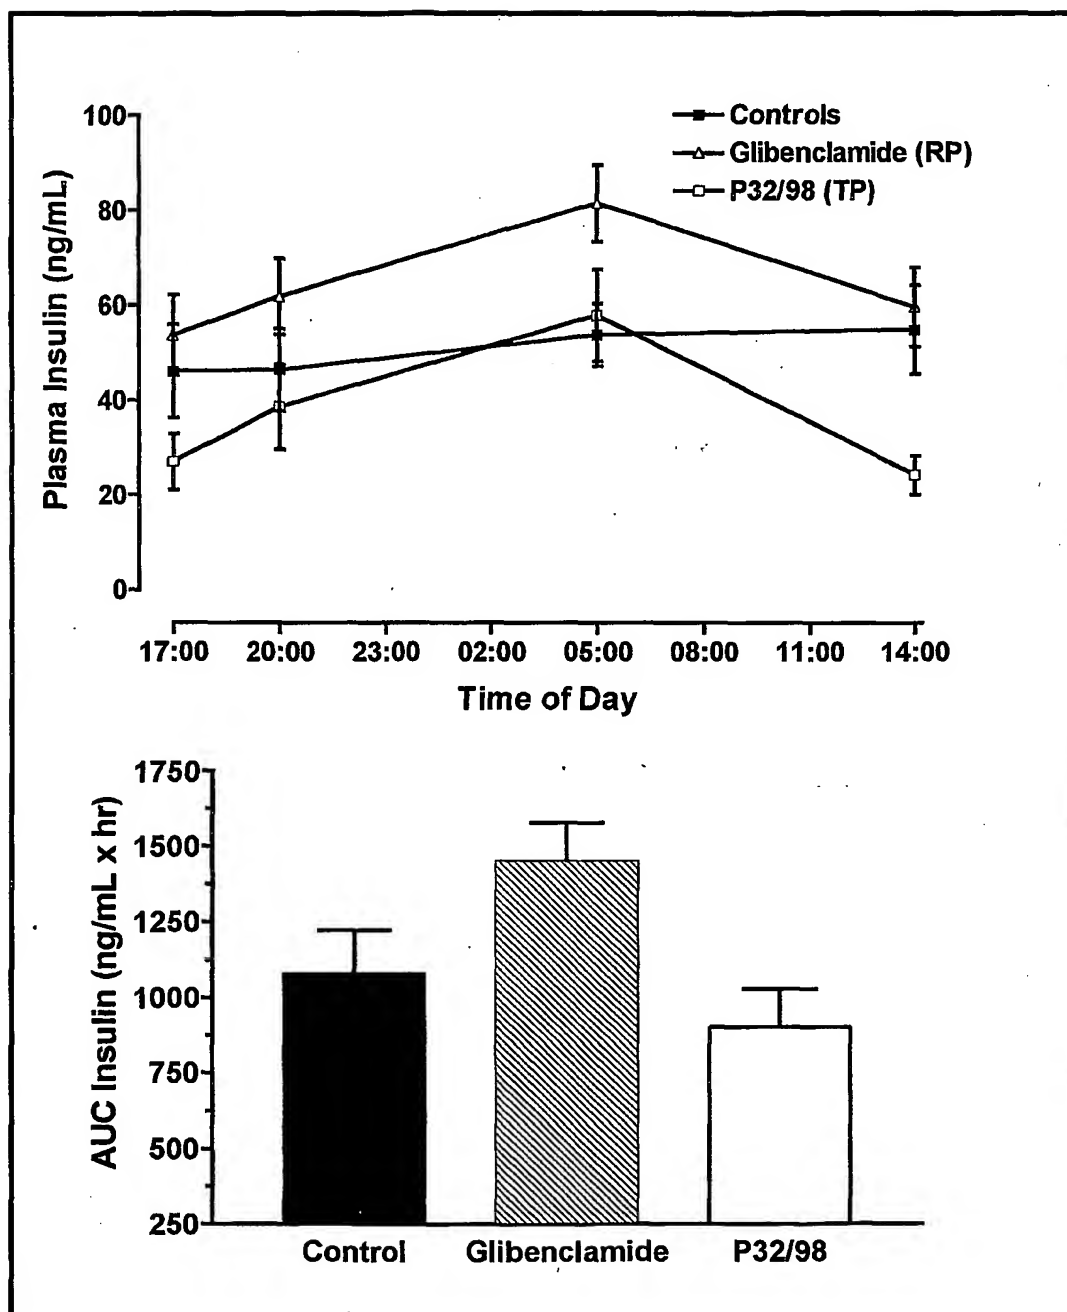 Controls
Glibenclamide (RP)
P32/98 (TP)
Plasma Insulin (ng/mL)
100
80
60
40
20
0
17:00 20:00 23:00 02:00 05:00 08:00 11:00 14:00
Time of Day
AUC Insulin (ng/mL x hr)
1750
1500
1250
1000
750
500
250
Control Glibenclamide P32/98